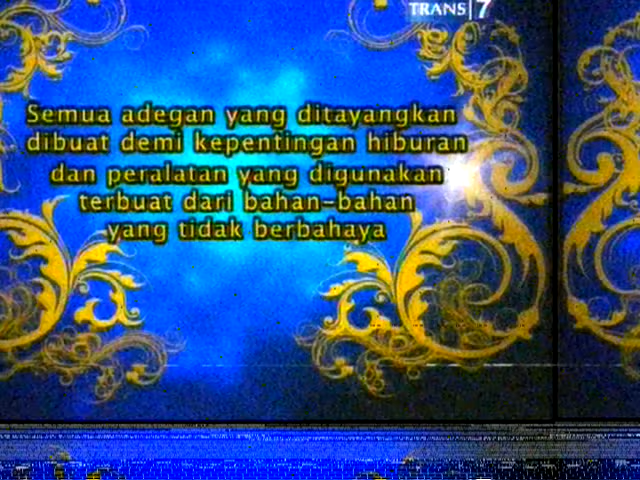 TRANS|7
Semua adegan yang ditayangkan
dibuat demi kepentingan hiburan
dan peralatan yang digunakan
terbuat dari bahan-bahan
yang tidak berbahaya